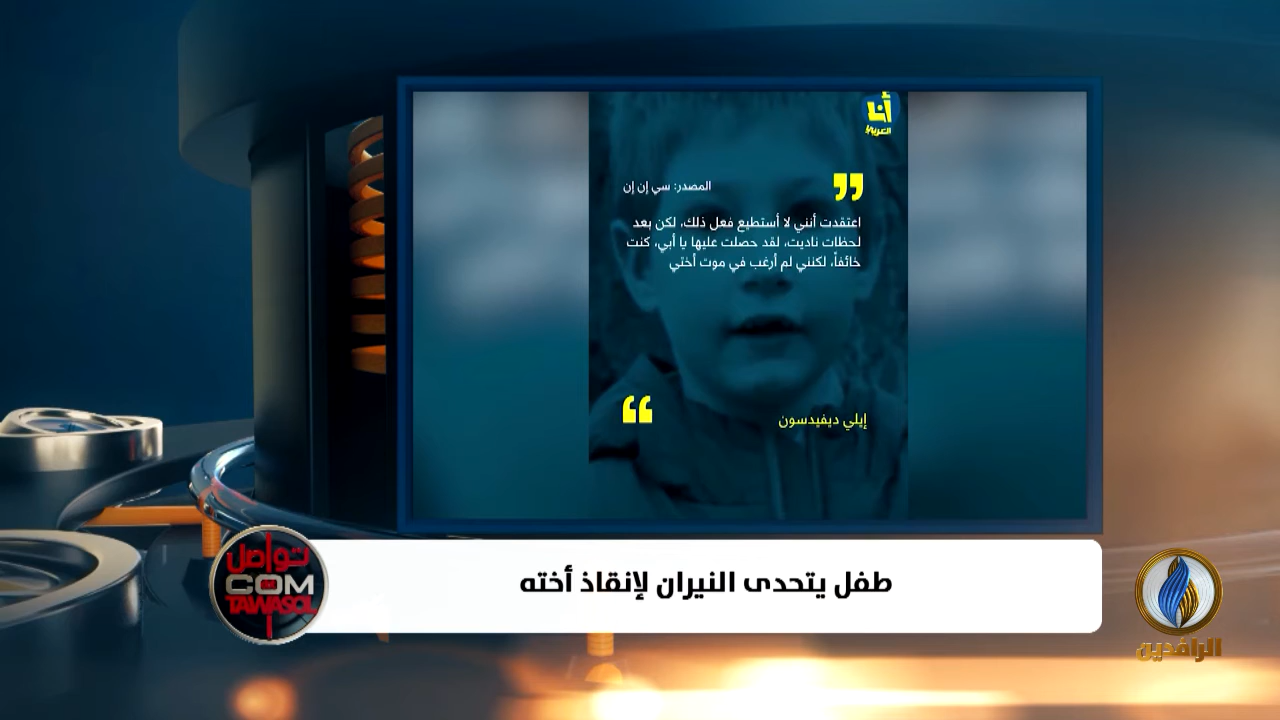 أنا
العربي
المصدر: سي إن إن
اعتقدت أنني لا أستطيع فعل ذلك، لكن بعد
لحظات ناديت، لقد حصلت عليها يا أبي، كنت
خائفاً، لكنني لم أرغب في موت أختي
إيلي ديفيدسون
طفل يتحدى النيران لإنقاذ أخته
تواصل
COM
TAWASOL
الرافدين